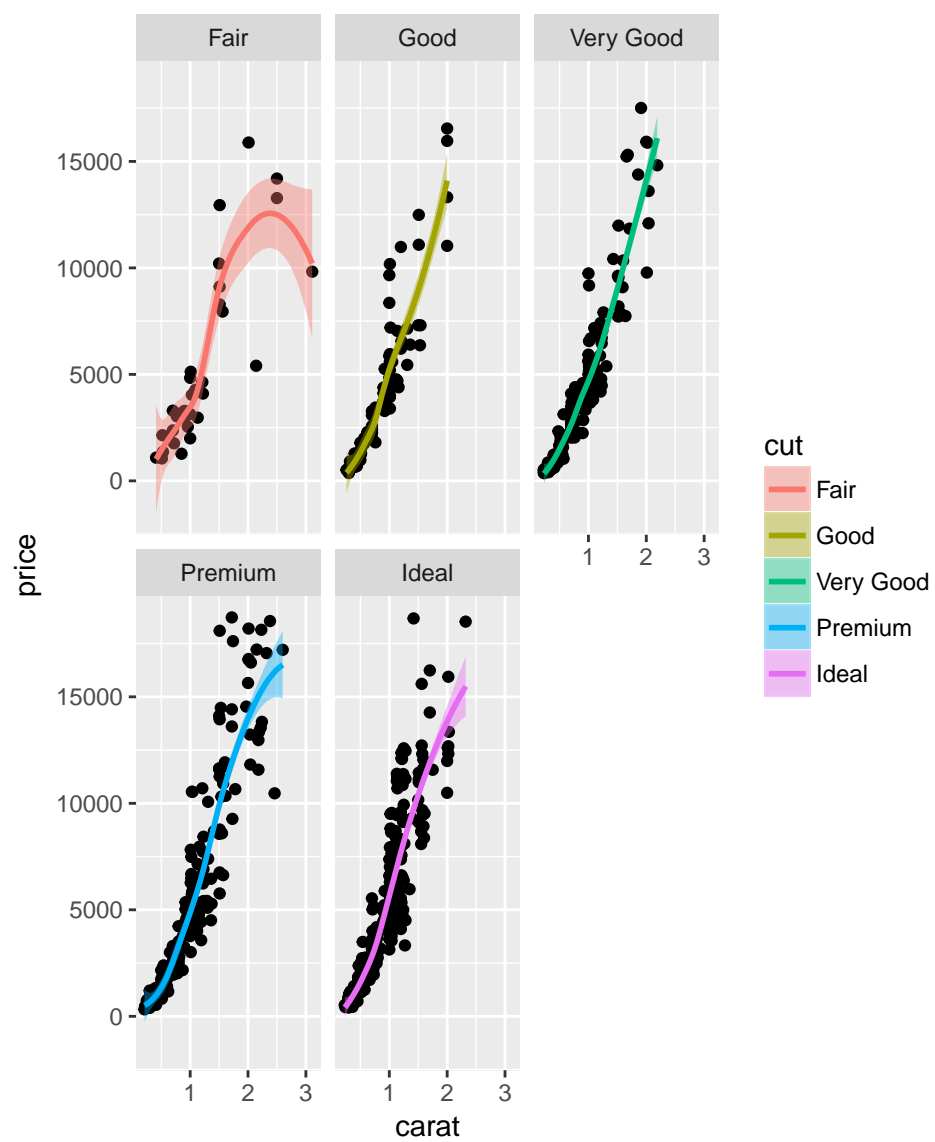 Fair
Good
Very Good
15000
10000
5000
0
1 2 3
Premium
Ideal
15000
10000
5000
0
1 2 3
1 2 3
price
carat
cut
Fair
Good
Very Good
Premium
Ideal